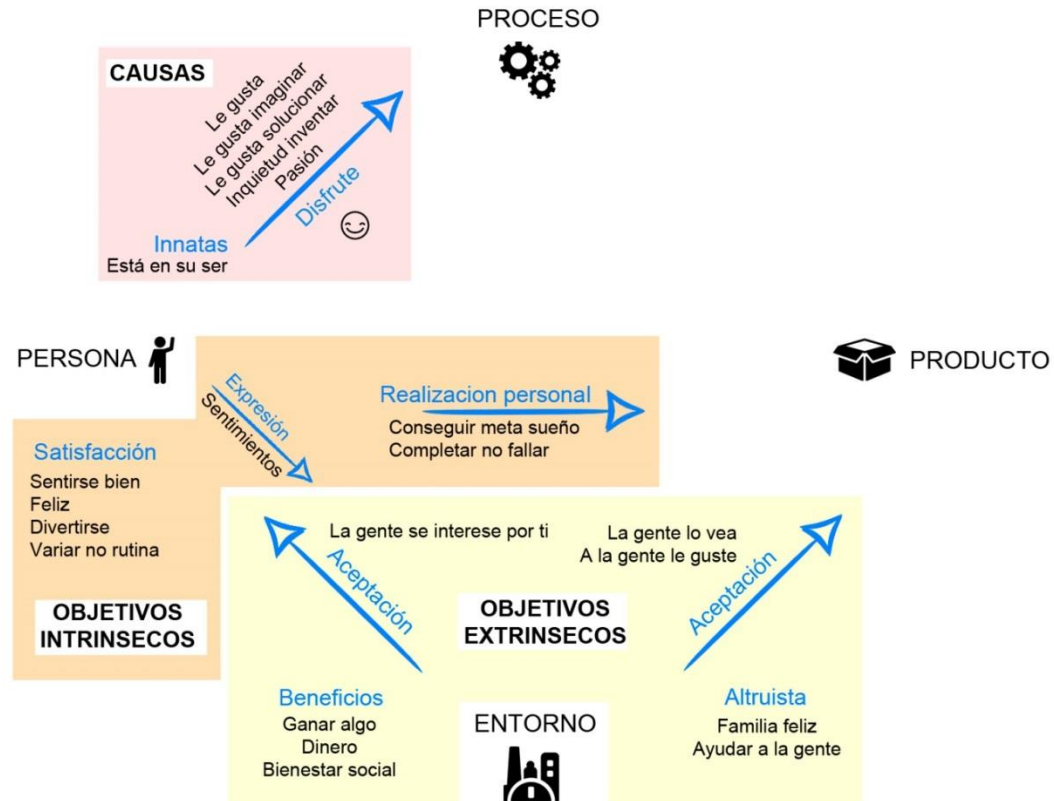 PROCESO
CAUSAS
Le gusta
Le gusta imaginar
Le gusta solucionar
Inquietud inventar
Pasión
Disfrute
Innatas
Está en su ser
PERSONA
PRODUCTO
Expresión
Sentimientos
Realizacion personal
Conseguir meta sueño
Completar no fallar
Satisfacción
Sentirse bien
Feliz
Divertirse
Variar no rutina
OBJETIVOS
INTRINSECOS
La gente se interese por ti
Aceptación
La gente lo vea
A la gente le guste
Aceptación
OBJETIVOS
EXTRINSECOS
Beneficios
Ganar algo
Dinero
Bienestar social
ENTORNO
Altruista
Familia feliz
Ayudar a la gente